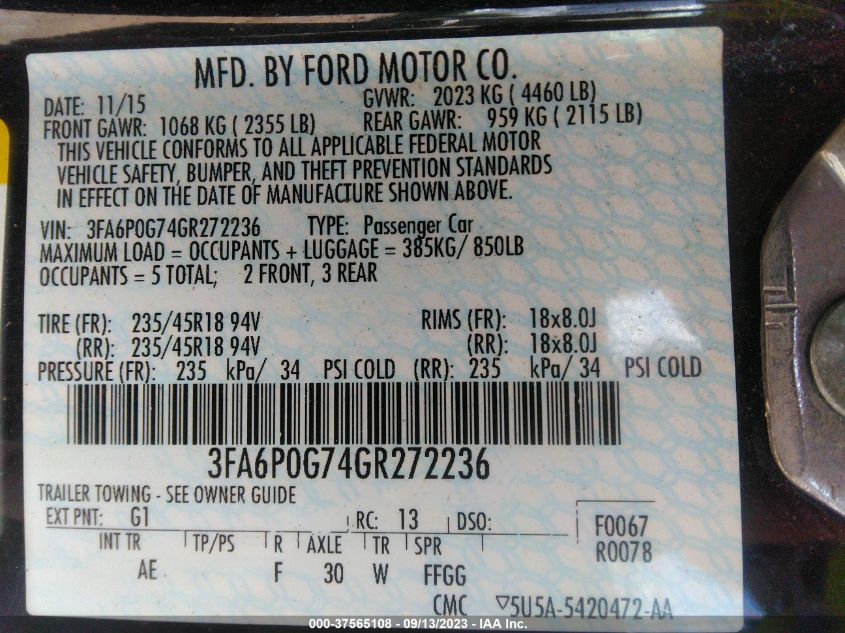 MFD. BY FORD MOTOR CO.
DATE: 11/15 GVWR: 2023 KG ( 4460 LB)
FRONT GAWR: 1068 KG ( 2355 LB) REAR GAWR: 959 KG ( 2115 LB)
THIS VEHICLE CONFORMS TO ALL APPLICABLE FEDERAL MOTOR
VEHICLE SAFETY, BUMPER, AND THEFT PREVENTION STANDARDS
IN EFFECT ON THE DATE OF MANUFACTURE SHOWN ABOVE.
VIN: 3FA6P0G74GR272236 TYPE: Passenger Car
MAXIMUM LOAD = OCCUPANTS + LUGGAGE = 385KG/ 850LB
OCCUPANTS = 5 TOTAL; 2 FRONT, 3 REAR
TIRE (FR): 235/45R18 94V RIMS (FR): 18x8.0J
(RR): 235/45R18 94V (RR): 18x8.0J
PRESSURE (FR): 235 kPa/ 34 PSI COLD (RR): 235 kPa/ 34 PSI COLD
3FA6P0G74GR272236
TRAILER TOWING - SEE OWNER GUIDE
EXT PNT: G1 RC: 13 DSO: F0067
INT TR TP/PS R AXLE TR SPR R0078
AE F 30 W FFGG
CMC ▽5U5A-5420472-AA
000-37565108 - 09/13/2023 - IAA Inc.